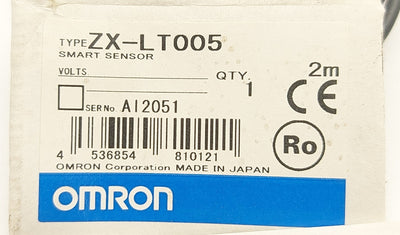 TYPE ZX-LT005
SMART SENSOR
VOLTS QTY. 2m
1 CE
SER No AI2051
Ro
4 536854 810121
OMRON Corporation MADE IN JAPAN
OMRON